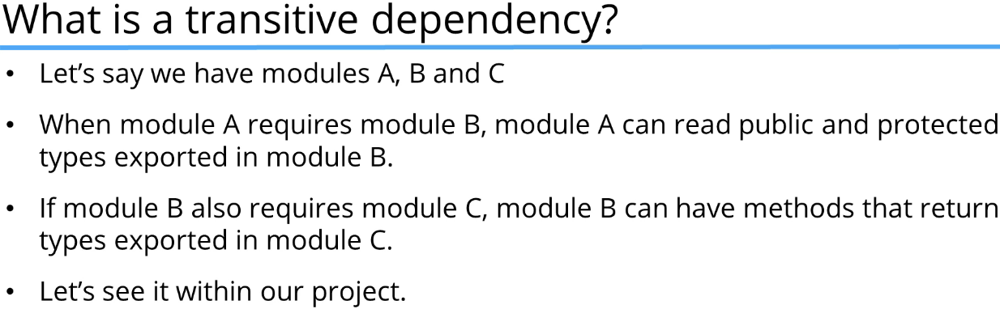 What is a transitive dependency?
• Let’s say we have modules A, B and C
• When module A requires module B, module A can read public and protected
types exported in module B.
• If module B also requires module C, module B can have methods that return
types exported in module C.
• Let’s see it within our project.